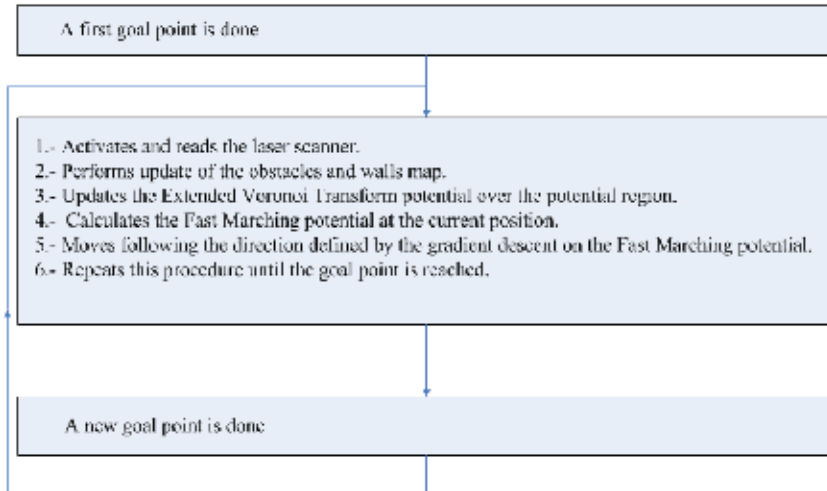 A first goal point is done
1.- Activates and reads the laser scanner.
2.- Performs update of the obstacles and walls map.
3.- Updates the Extended Voronoi Transform potential over the potential region.
4.- Calculates the Fast Marching potential at the current position.
5.- Moves following the direction defined by the gradient descent on the Fast Marching potential.
6.- Repeats this procedure until the goal point is reached.
A new goal point is done